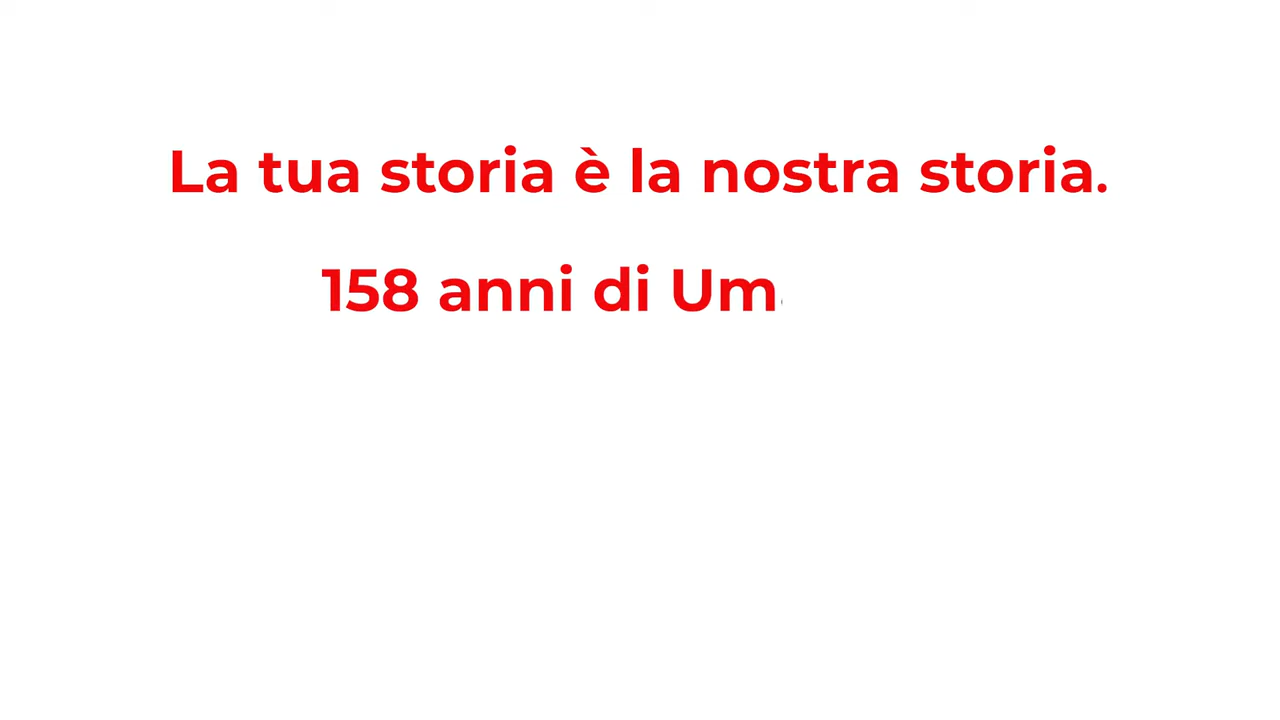 La tua storia è la nostra storia.
158 anni di Um